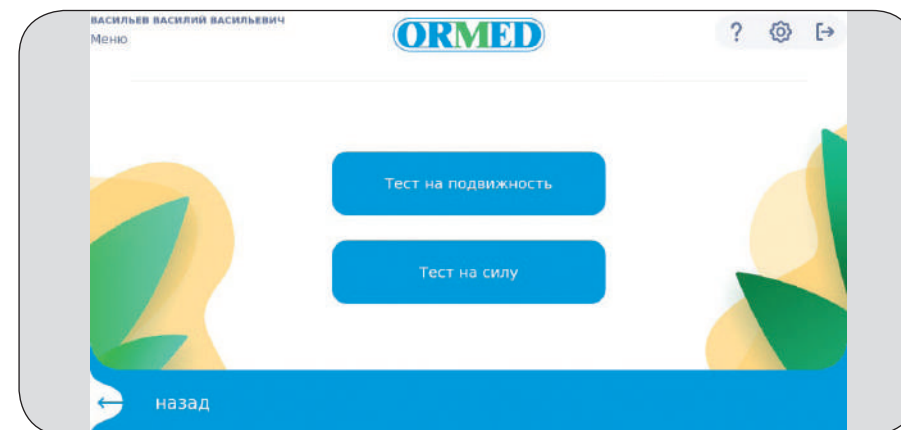 ВАСИЛЬЕВ ВАСИЛИЙ ВАСИЛЬЕВИЧ
Меню
ORMED
?
Тест на подвижность
Тест на силу
назад